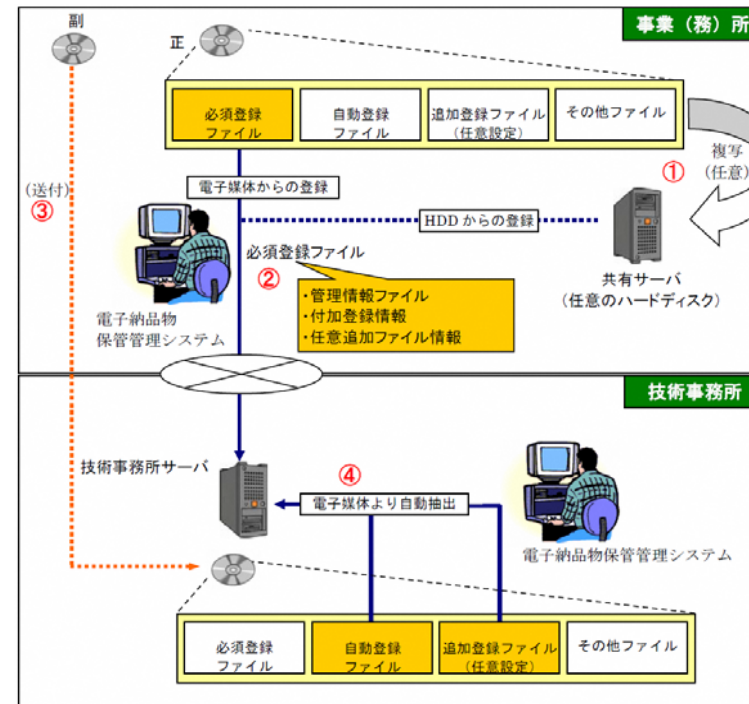 副
正
事業（務）所
必須登録
ファイル
自動登録
ファイル
追加登録ファイル
（任意設定）
その他ファイル
複写
（任意）
①
電子媒体からの登録
（送付）
③
HDD からの登録
必須登録ファイル
②
・管理情報ファイル
・付加登録情報
・任意追加ファイル情報
共有サーバ
（任意のハードディスク）
電子納品物
保管管理システム
技術事務所
技術事務所サーバ
④
電子媒体より自動抽出
電子納品物保管管理システム
必須登録
ファイル
自動登録
ファイル
追加登録ファイル
（任意設定）
その他ファイル